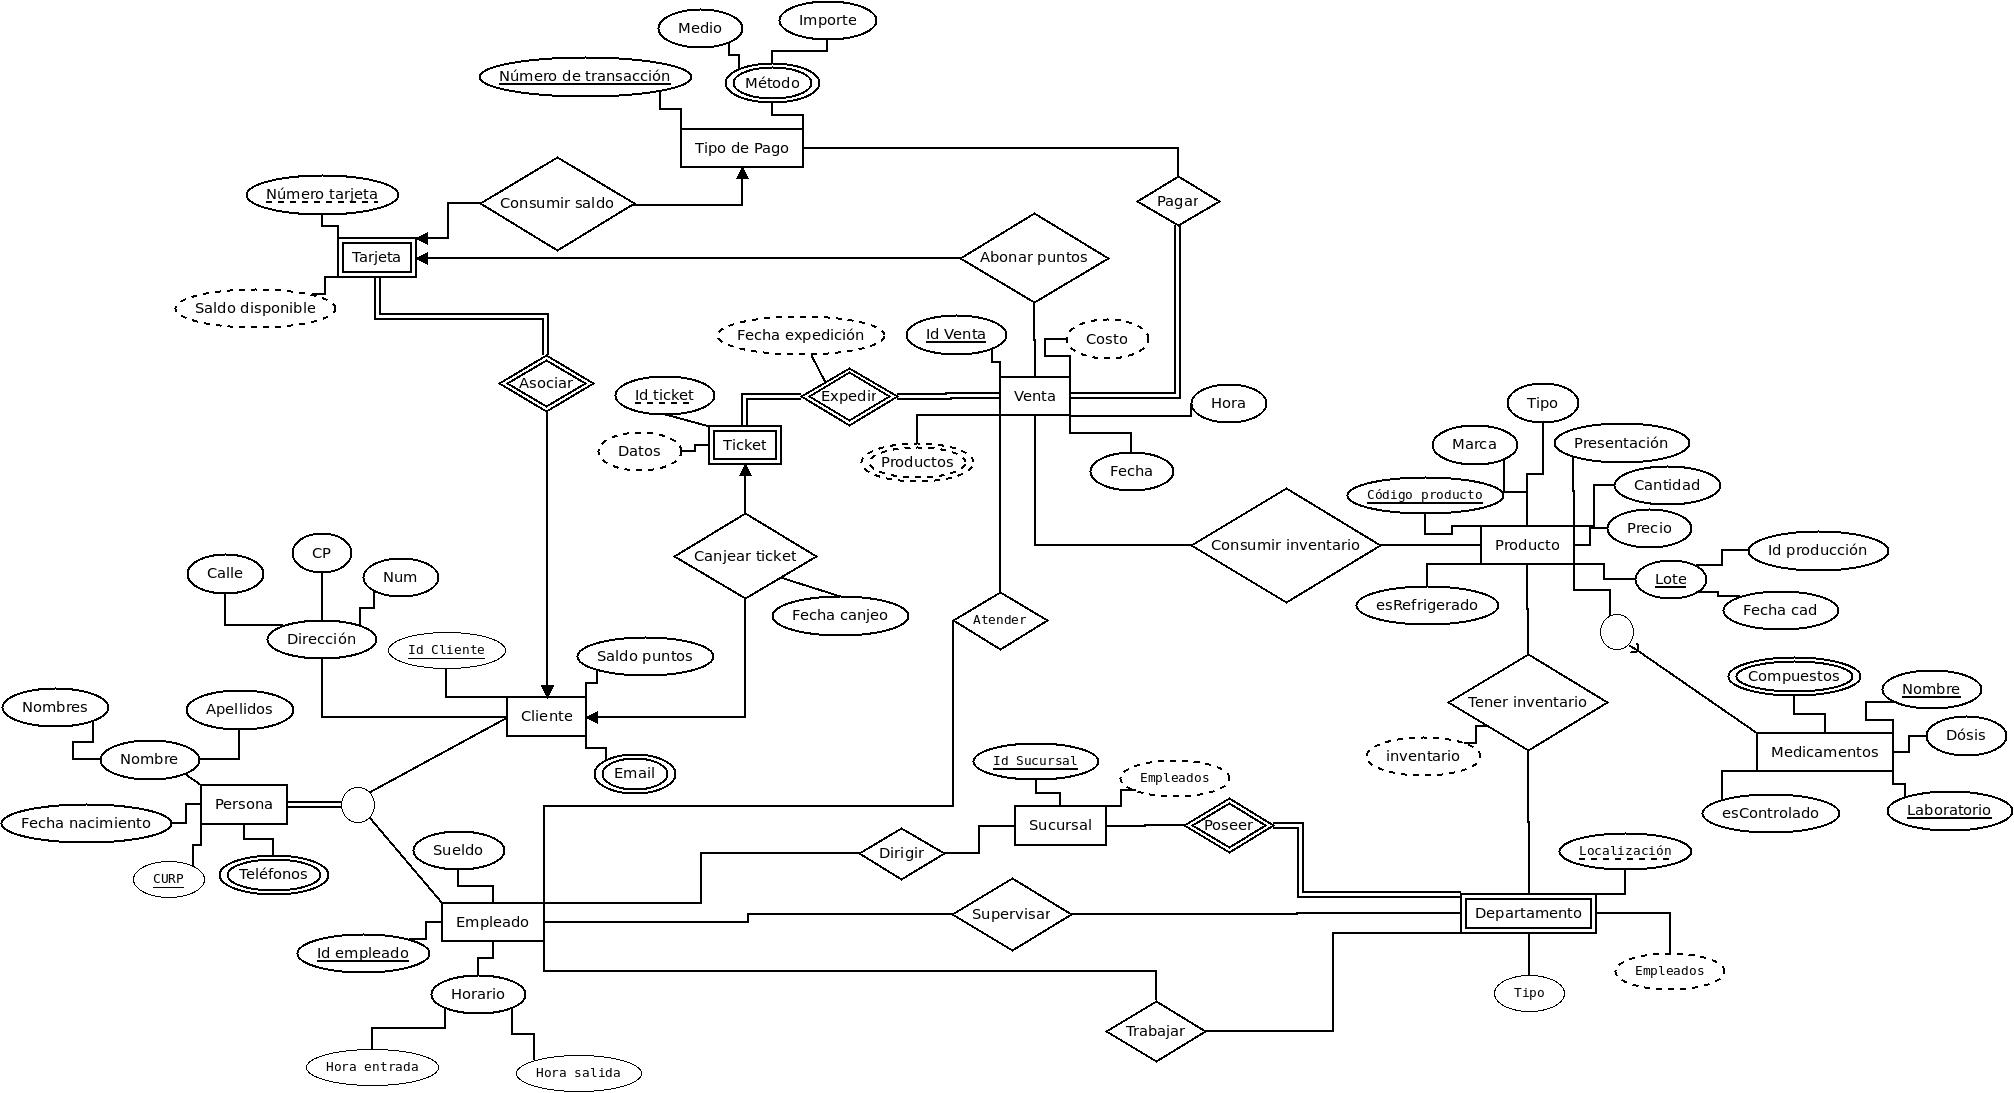 Medio
Importe
Número de transacción
Método
Tipo de Pago
Consumir saldo
Pagar
Número tarjeta
Tarjeta
Abonar puntos
Saldo disponible
Fecha expedición
Id Venta
Costo
Asociar
Id ticket
Expedir
Venta
Hora
Tipo
Ticket
Datos
Productos
Fecha
Marca
Presentación
Código producto
Cantidad
Precio
Canjear ticket
Consumir inventario
Producto
Id producción
CP
Calle
Num
Lote
esRefrigerado
Fecha cad
Fecha canjeo
Atender
Dirección
Id Cliente
Saldo puntos
Compuestos
Nombre
Nombres
Apellidos
Cliente
Tener inventario
Dósis
Nombre
Email
Id Sucursal
Empleados
inventario
Medicamentos
Persona
Fecha nacimiento
Sucursal
Poseer
esControlado
Laboratorio
Sueldo
Dirigir
Localización
CURP
Teléfonos
Empleado
Supervisar
Departamento
Id empleado
Empleados
Horario
Tipo
Trabajar
Hora entrada
Hora salida